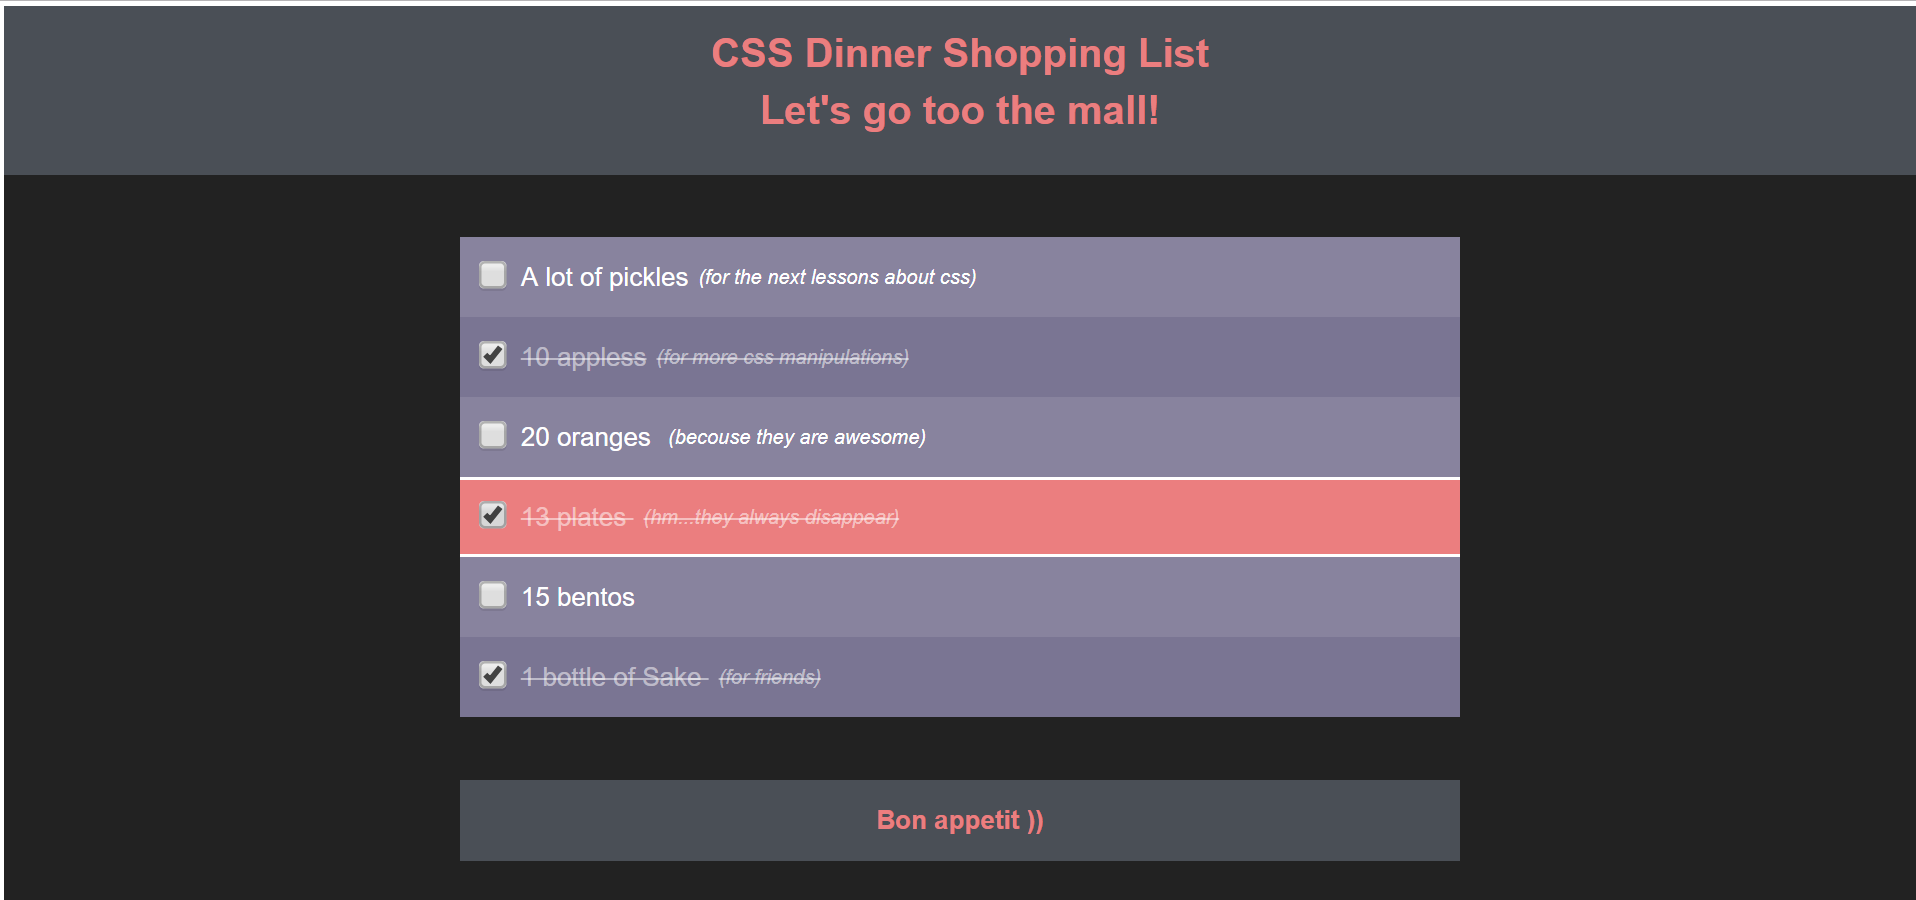 CSS Dinner Shopping List
Let's go too the mall!
A lot of pickles (for the next lessons about css)
10 appless (for more css manipulations)
20 oranges (becouse they are awesome)
13 plates (hm...they always disappear)
15 bentos
1 bottle of Sake (for friends)
Bon appetit ))